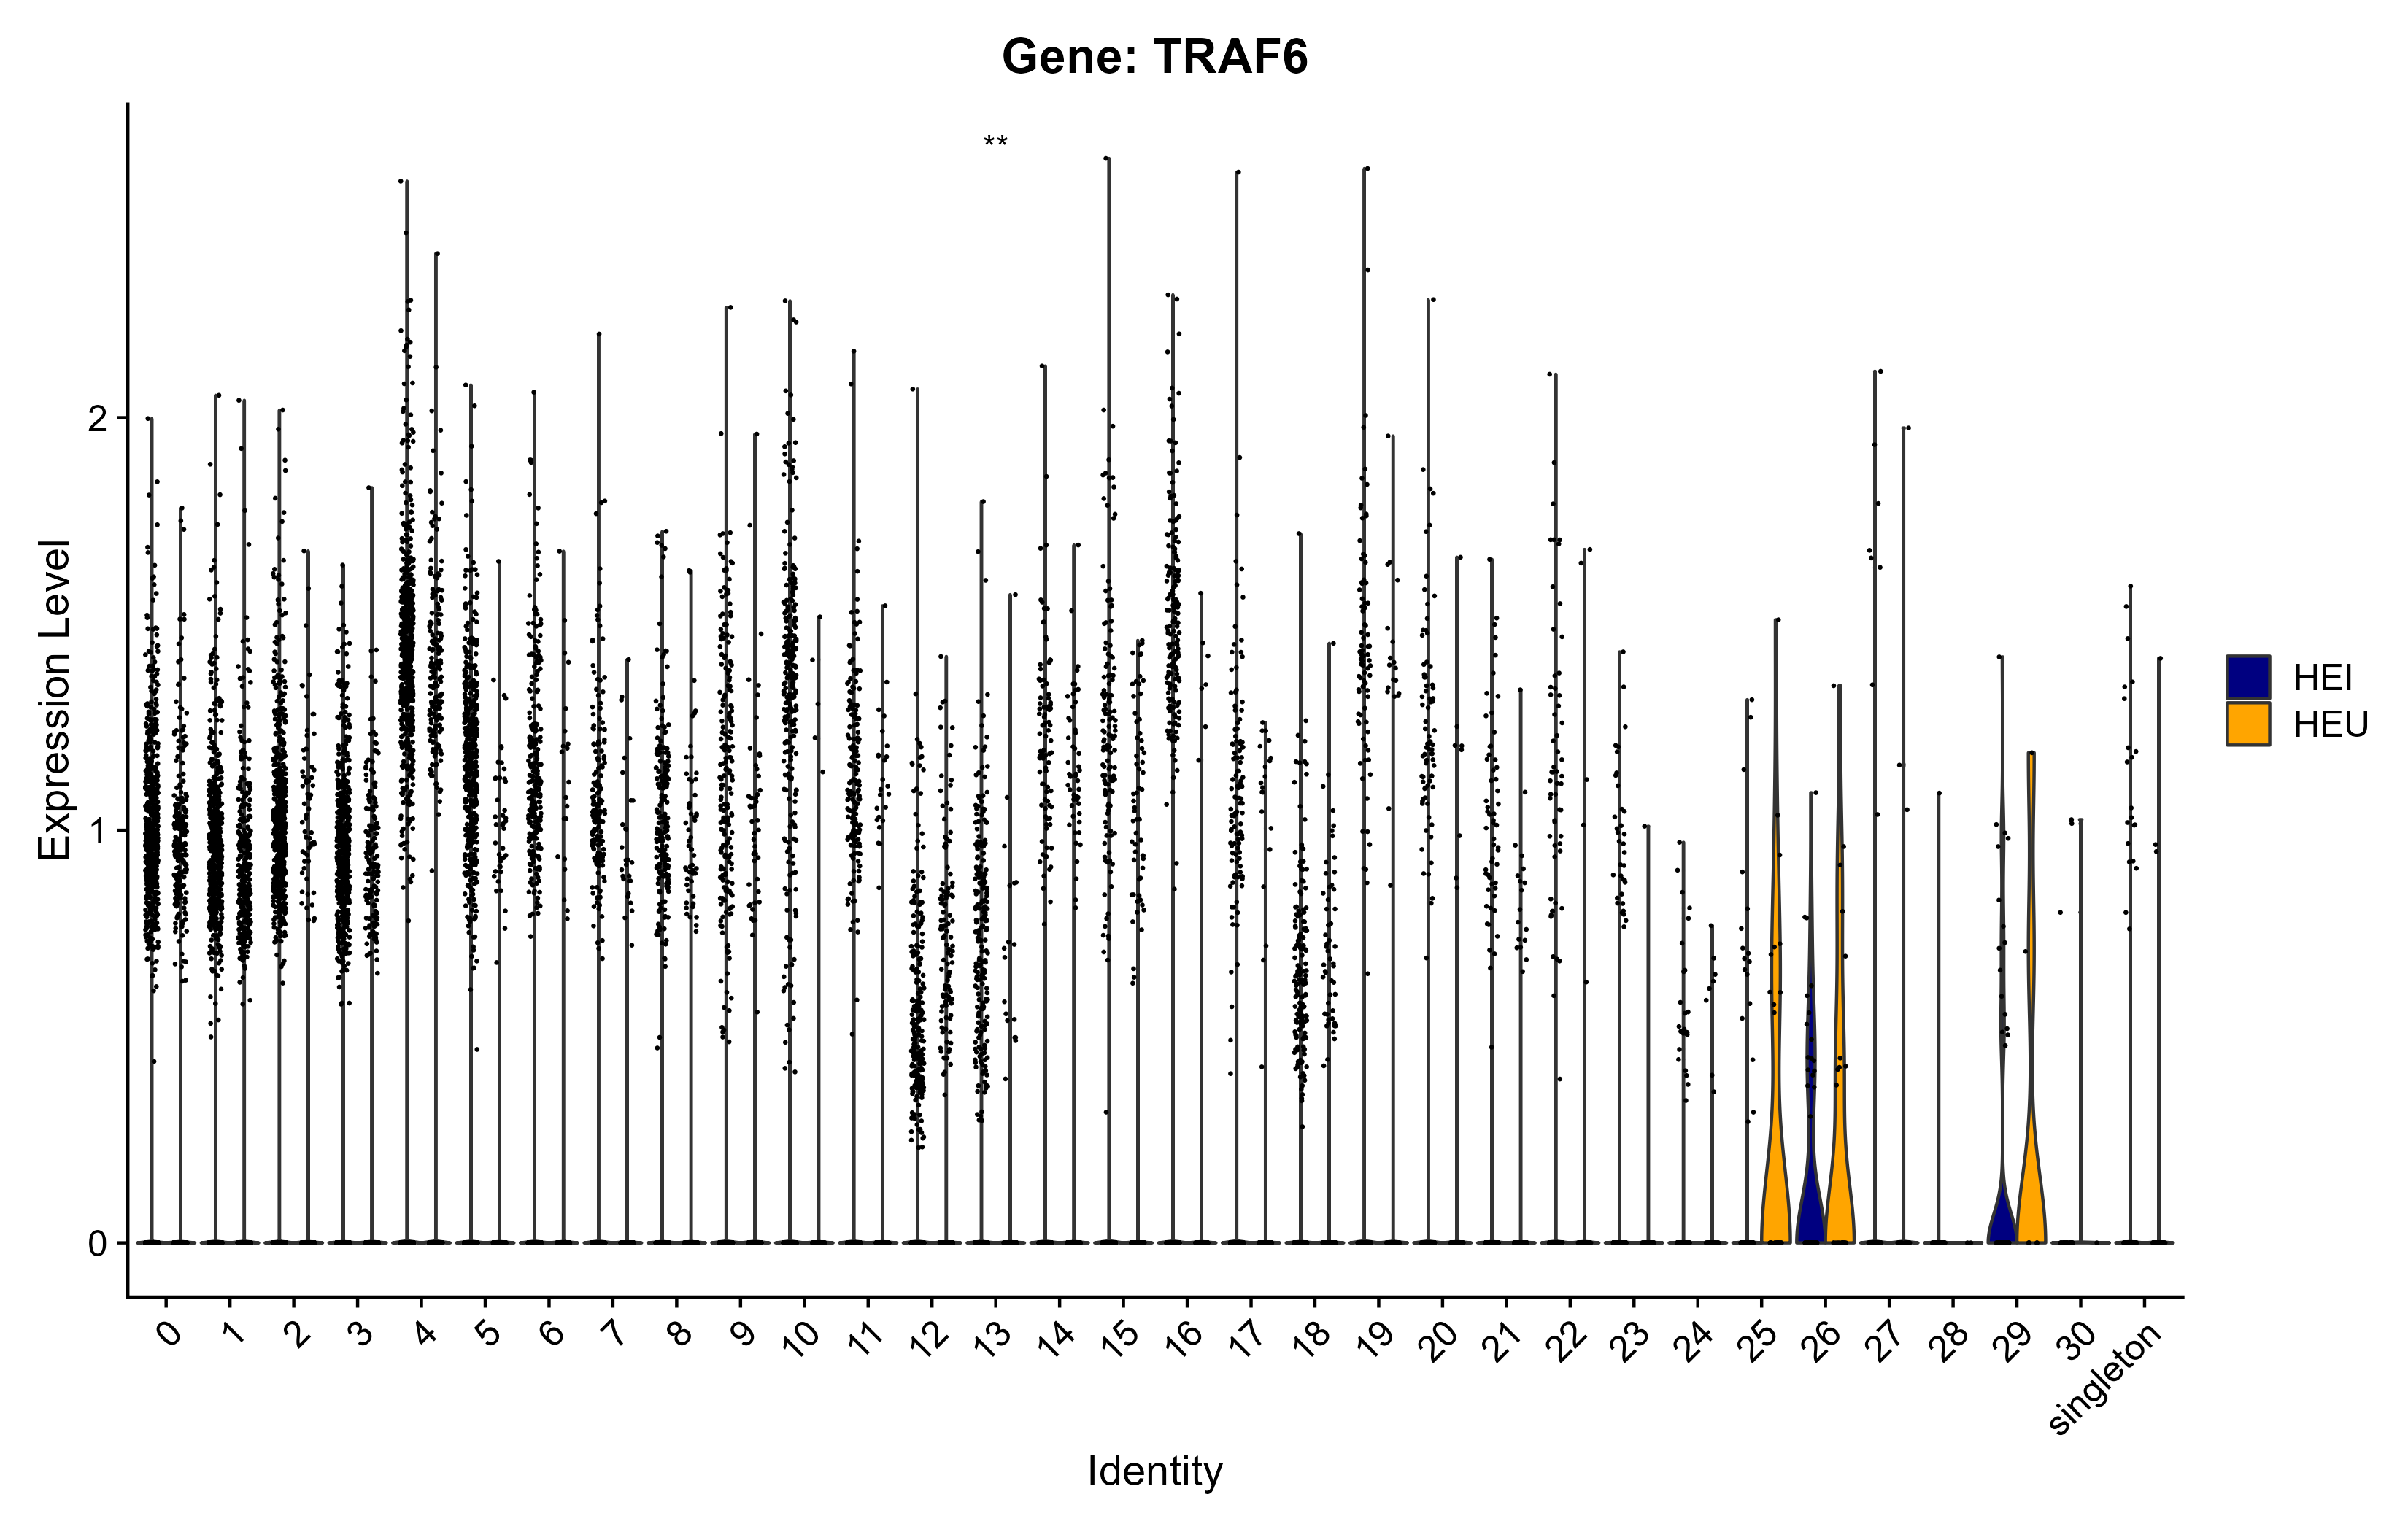 Gene: TRAF6
**
Expression Level
2
1
0
0 1 2 3 4 5 6 7 8 9 10 11 12 13 14 15 16 17 18 19 20 21 22 23 24 25 26 27 28 29 30 singleton
Identity
HEI
HEU